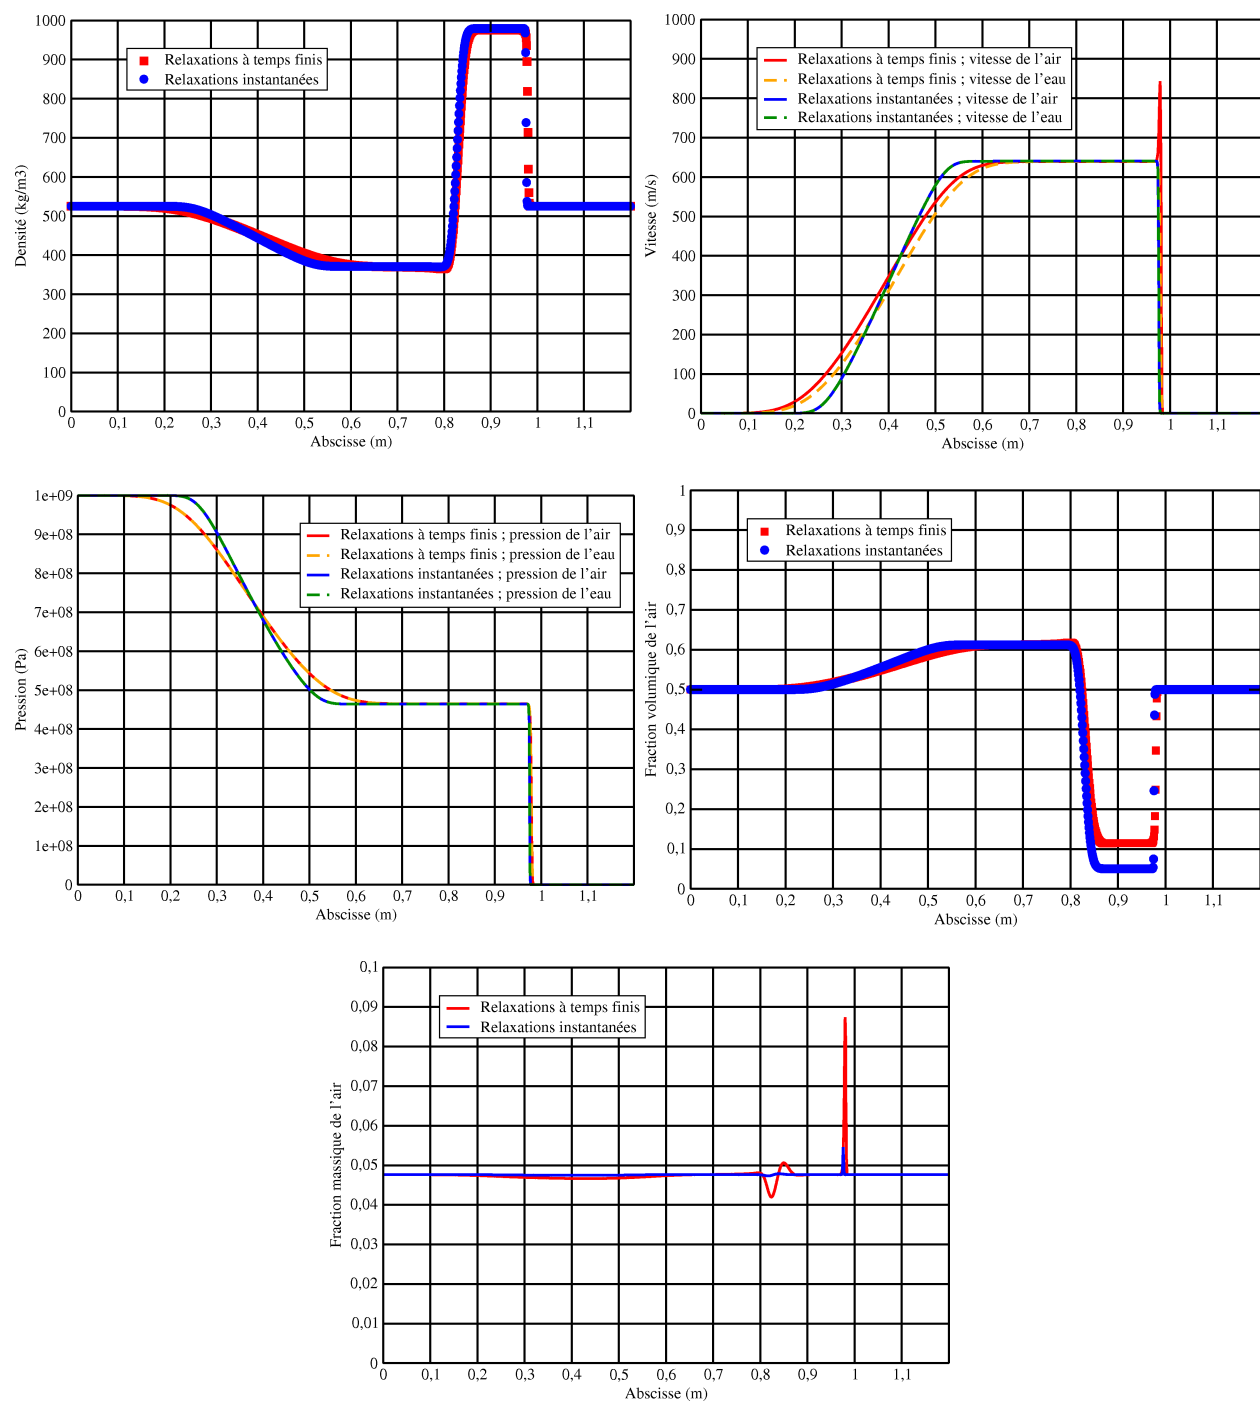 1000
900
800
700
600
500
400
300
200
100
0
Densité (kg/m3)
Relaxations à temps finis
Relaxations instantanées
0 0,1 0,2 0,3 0,4 0,5 0,6 0,7 0,8 0,9 1 1,1
Abscisse (m)
1000
900
800
700
600
500
400
300
200
100
0
Vitesse (m/s)
Relaxations à temps finis ; vitesse de l'air
Relaxations à temps finis ; vitesse de l'eau
Relaxations instantanées ; vitesse de l'air
Relaxations instantanées ; vitesse de l'eau
0 0,1 0,2 0,3 0,4 0,5 0,6 0,7 0,8 0,9 1 1,1
Abscisse (m)
1e+09
9e+08
8e+08
7e+08
6e+08
5e+08
4e+08
3e+08
2e+08
1e+08
0
Pression (Pa)
Relaxations à temps finis ; pression de l'air
Relaxations à temps finis ; pression de l'eau
Relaxations instantanées ; pression de l'air
Relaxations instantanées ; pression de l'eau
0 0,1 0,2 0,3 0,4 0,5 0,6 0,7 0,8 0,9 1 1,1
Abscisse (m)
1
0,9
0,8
0,7
0,6
0,5
0,4
0,3
0,2
0,1
0
Fraction volumique de l'air
Relaxations à temps finis
Relaxations instantanées
0 0,1 0,2 0,3 0,4 0,5 0,6 0,7 0,8 0,9 1 1,1
Abscisse (m)
0,1
0,09
0,08
0,07
0,06
0,05
0,04
0,03
0,02
0,01
0
Fraction massique de l'air
Relaxations à temps finis
Relaxations instantanées
0 0,1 0,2 0,3 0,4 0,5 0,6 0,7 0,8 0,9 1 1,1
Abscisse (m)